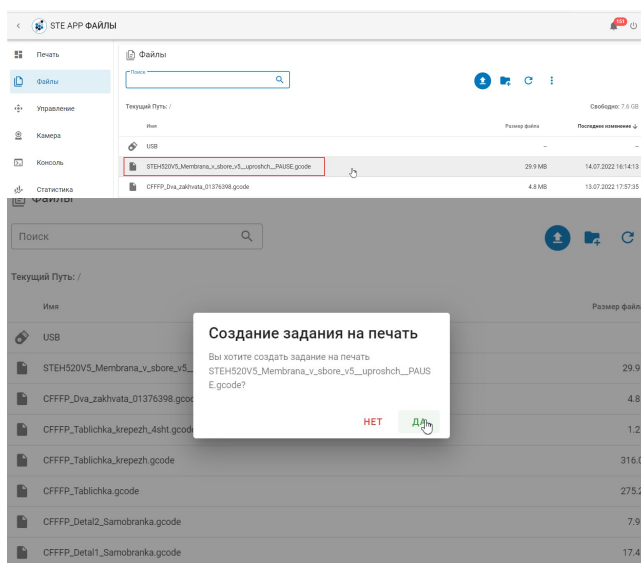 STE APP ФАЙЛЫ
Печать
Файлы
Управление
Камера
Консоль
Статистика
Файлы
Поиск
Текущий Путь: /
Свободно: 7.6 GB
Имя Размер файла Последнее изменение
USB – –
STEH520V5_Membrana_v_sbore_v5__uproshch__PAUSE.gcode 29.9 MB 14.07.2022 16:14:13
CFFFP_Dva_zakhvata_01376398.gcode 4.8 MB 13.07.2022 17:57:35
Файлы
Поиск
Текущий Путь: /
Имя Размер файл
USB
STEH520V5_Membrana_v_sbore_v5_ 29.9
CFFFP_Dva_zakhvata_01376398.gcod 4.8
CFFFP_Tablichka_krepezh_4sht.gcode 1.2
CFFFP_Tablichka_krepezh.gcode 316.0
CFFFP_Tablichka.gcode 275.2
CFFFP_Detal2_Samobranka.gcode 7.9
CFFFP_Detal1_Samobranka.gcode 17.4
Создание задания на печать
Вы хотите создать задание на печать
STEH520V5_Membrana_v_sbore_v5__uproshch__PAUS
E.gcode?
НЕТ ДА